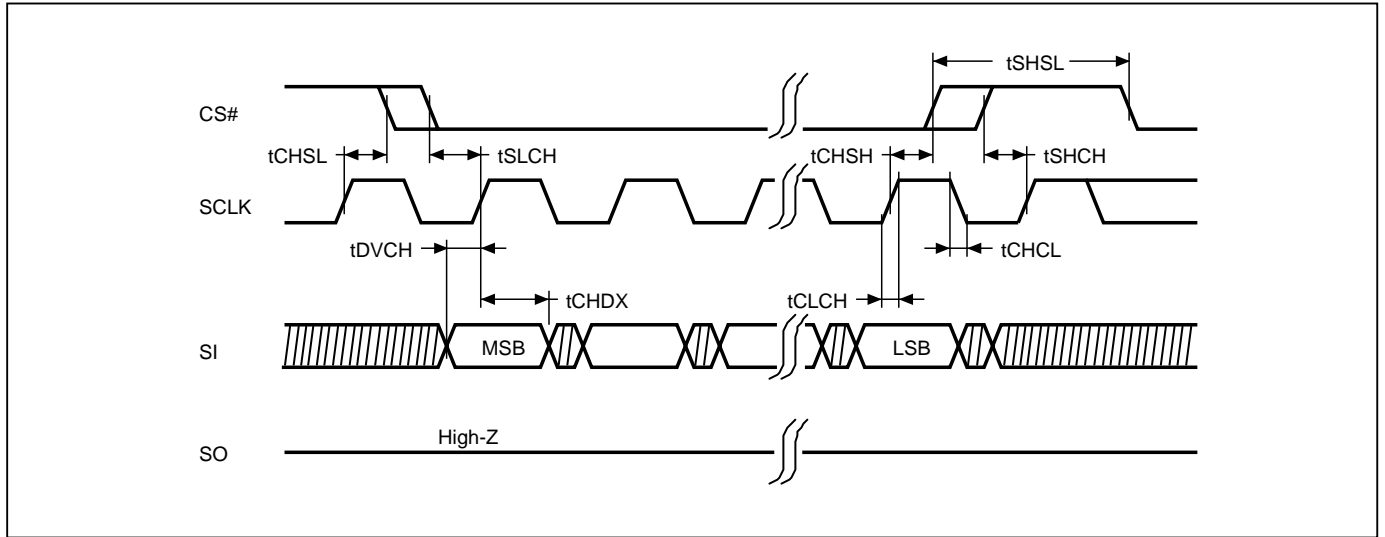 tSHSL
CS#
tCHSL
tSLCH
tCHSH
tSHCH
SCLK
tDVCH
tCHCL
tCHDX
tCLCH
SI
MSB
LSB
High-Z
SO